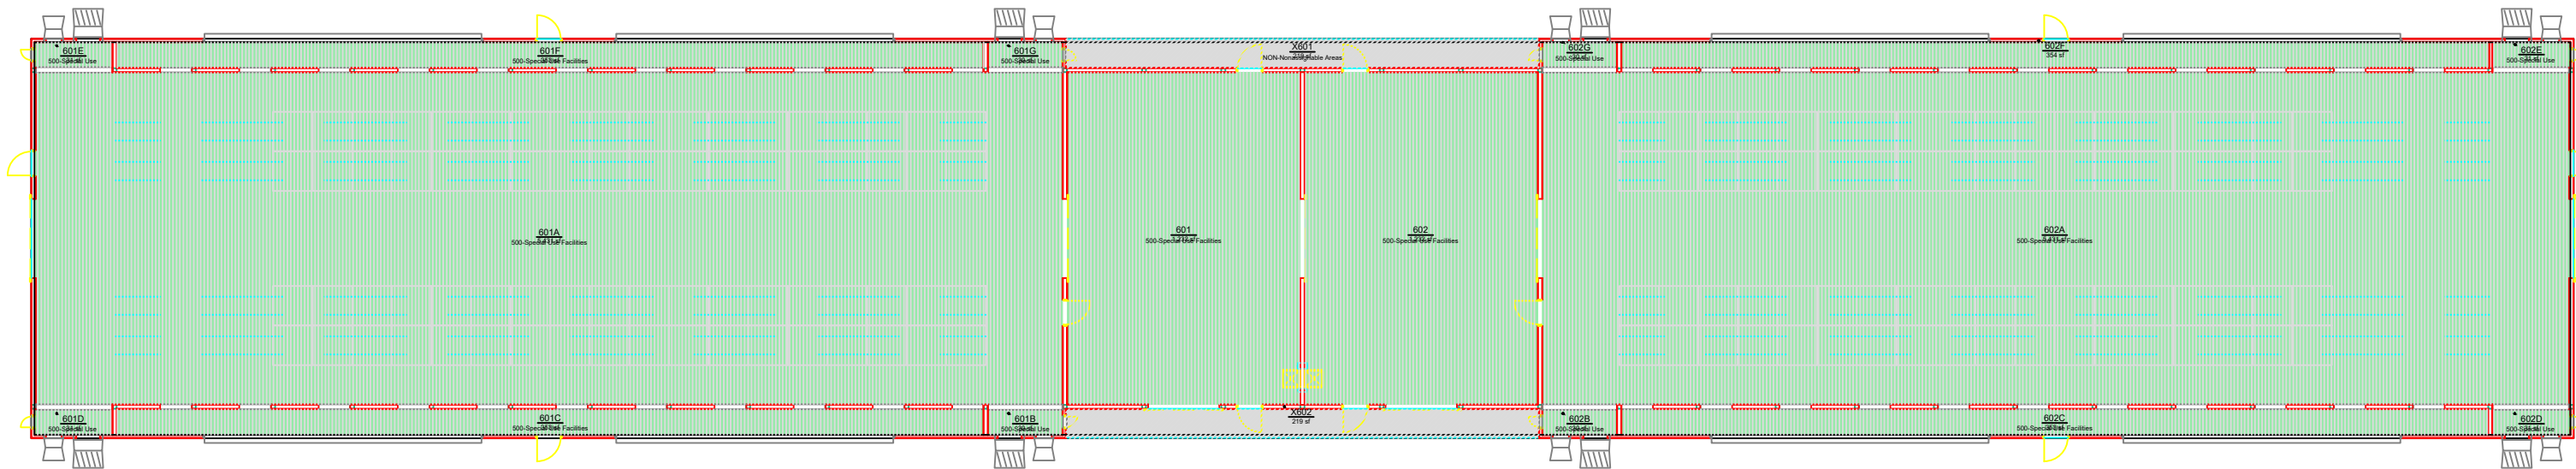 601E
500-Special Use
601F
500-Special Use Facilities
601G
500-Special Use
X601
NON-Nonassignable Areas
602G
500-Special Use
602F
354 sf
602E
500-Special Use
601A
500-Special Use Facilities
601
500-Special Use Facilities
602
500-Special Use Facilities
602A
500-Special Use Facilities
601D
500-Special Use
601C
500-Special Use Facilities
601B
500-Special Use
X602
219 sf
602B
500-Special Use
602C
500-Special Use Facilities
602D
500-Special Use